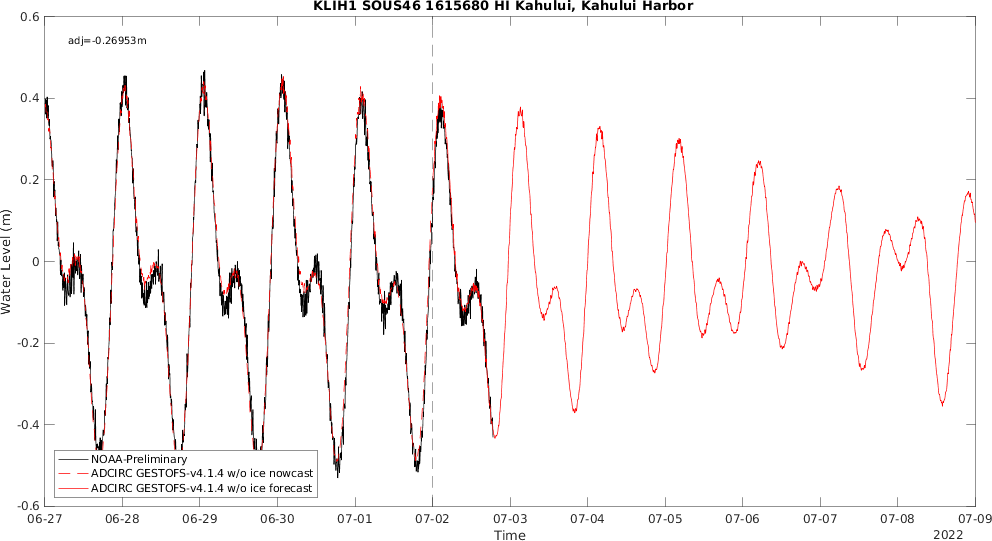 KLIH1 SOUS46 1615680 HI Kahului, Kahului Harbor
adj=-0.26953m
0.6
0.4
0.2
0
-0.2
-0.4
-0.6
Water Level (m)
NOAA-Preliminary
ADCIRC GESTOFS-v4.1.4 w/o ice nowcast
ADCIRC GESTOFS-v4.1.4 w/o ice forecast
06-27 06-28 06-29 06-30 07-01 07-02 07-03 07-04 07-05 07-06 07-07 07-08 07-09
Time
2022